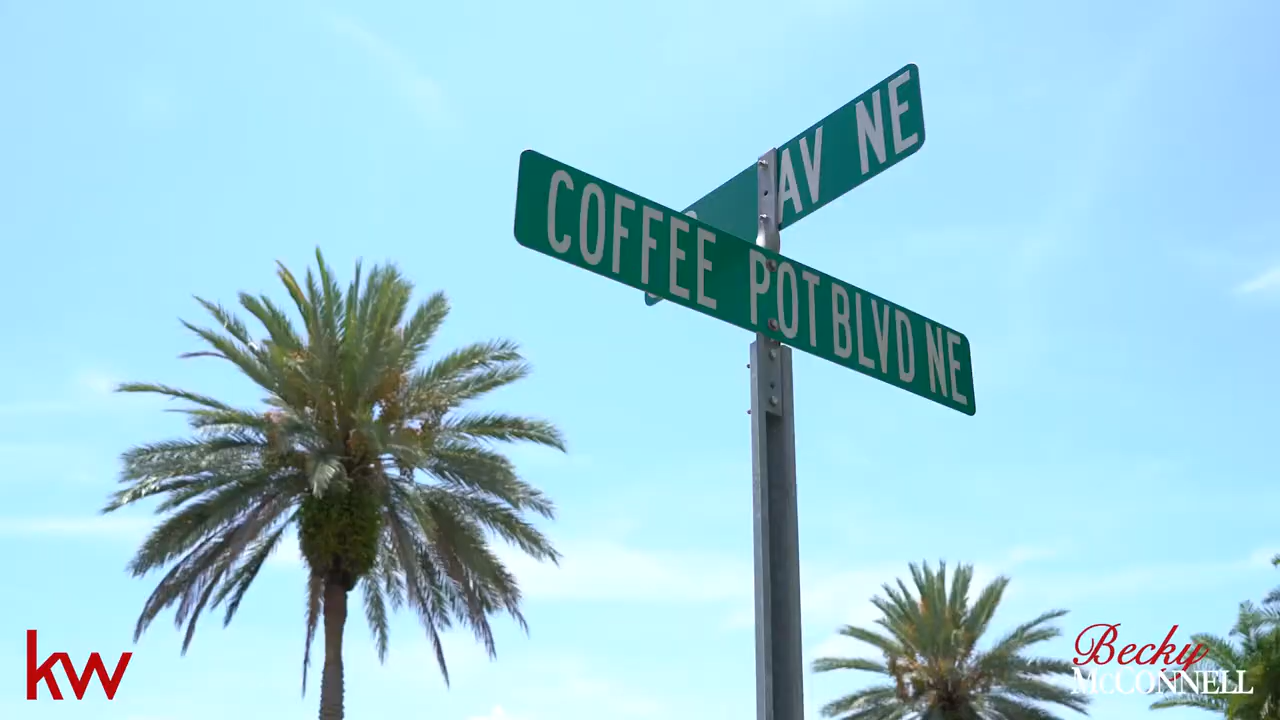 AV NE
COFFEE POT BLVD NE
kw
Becky
McCONNELL